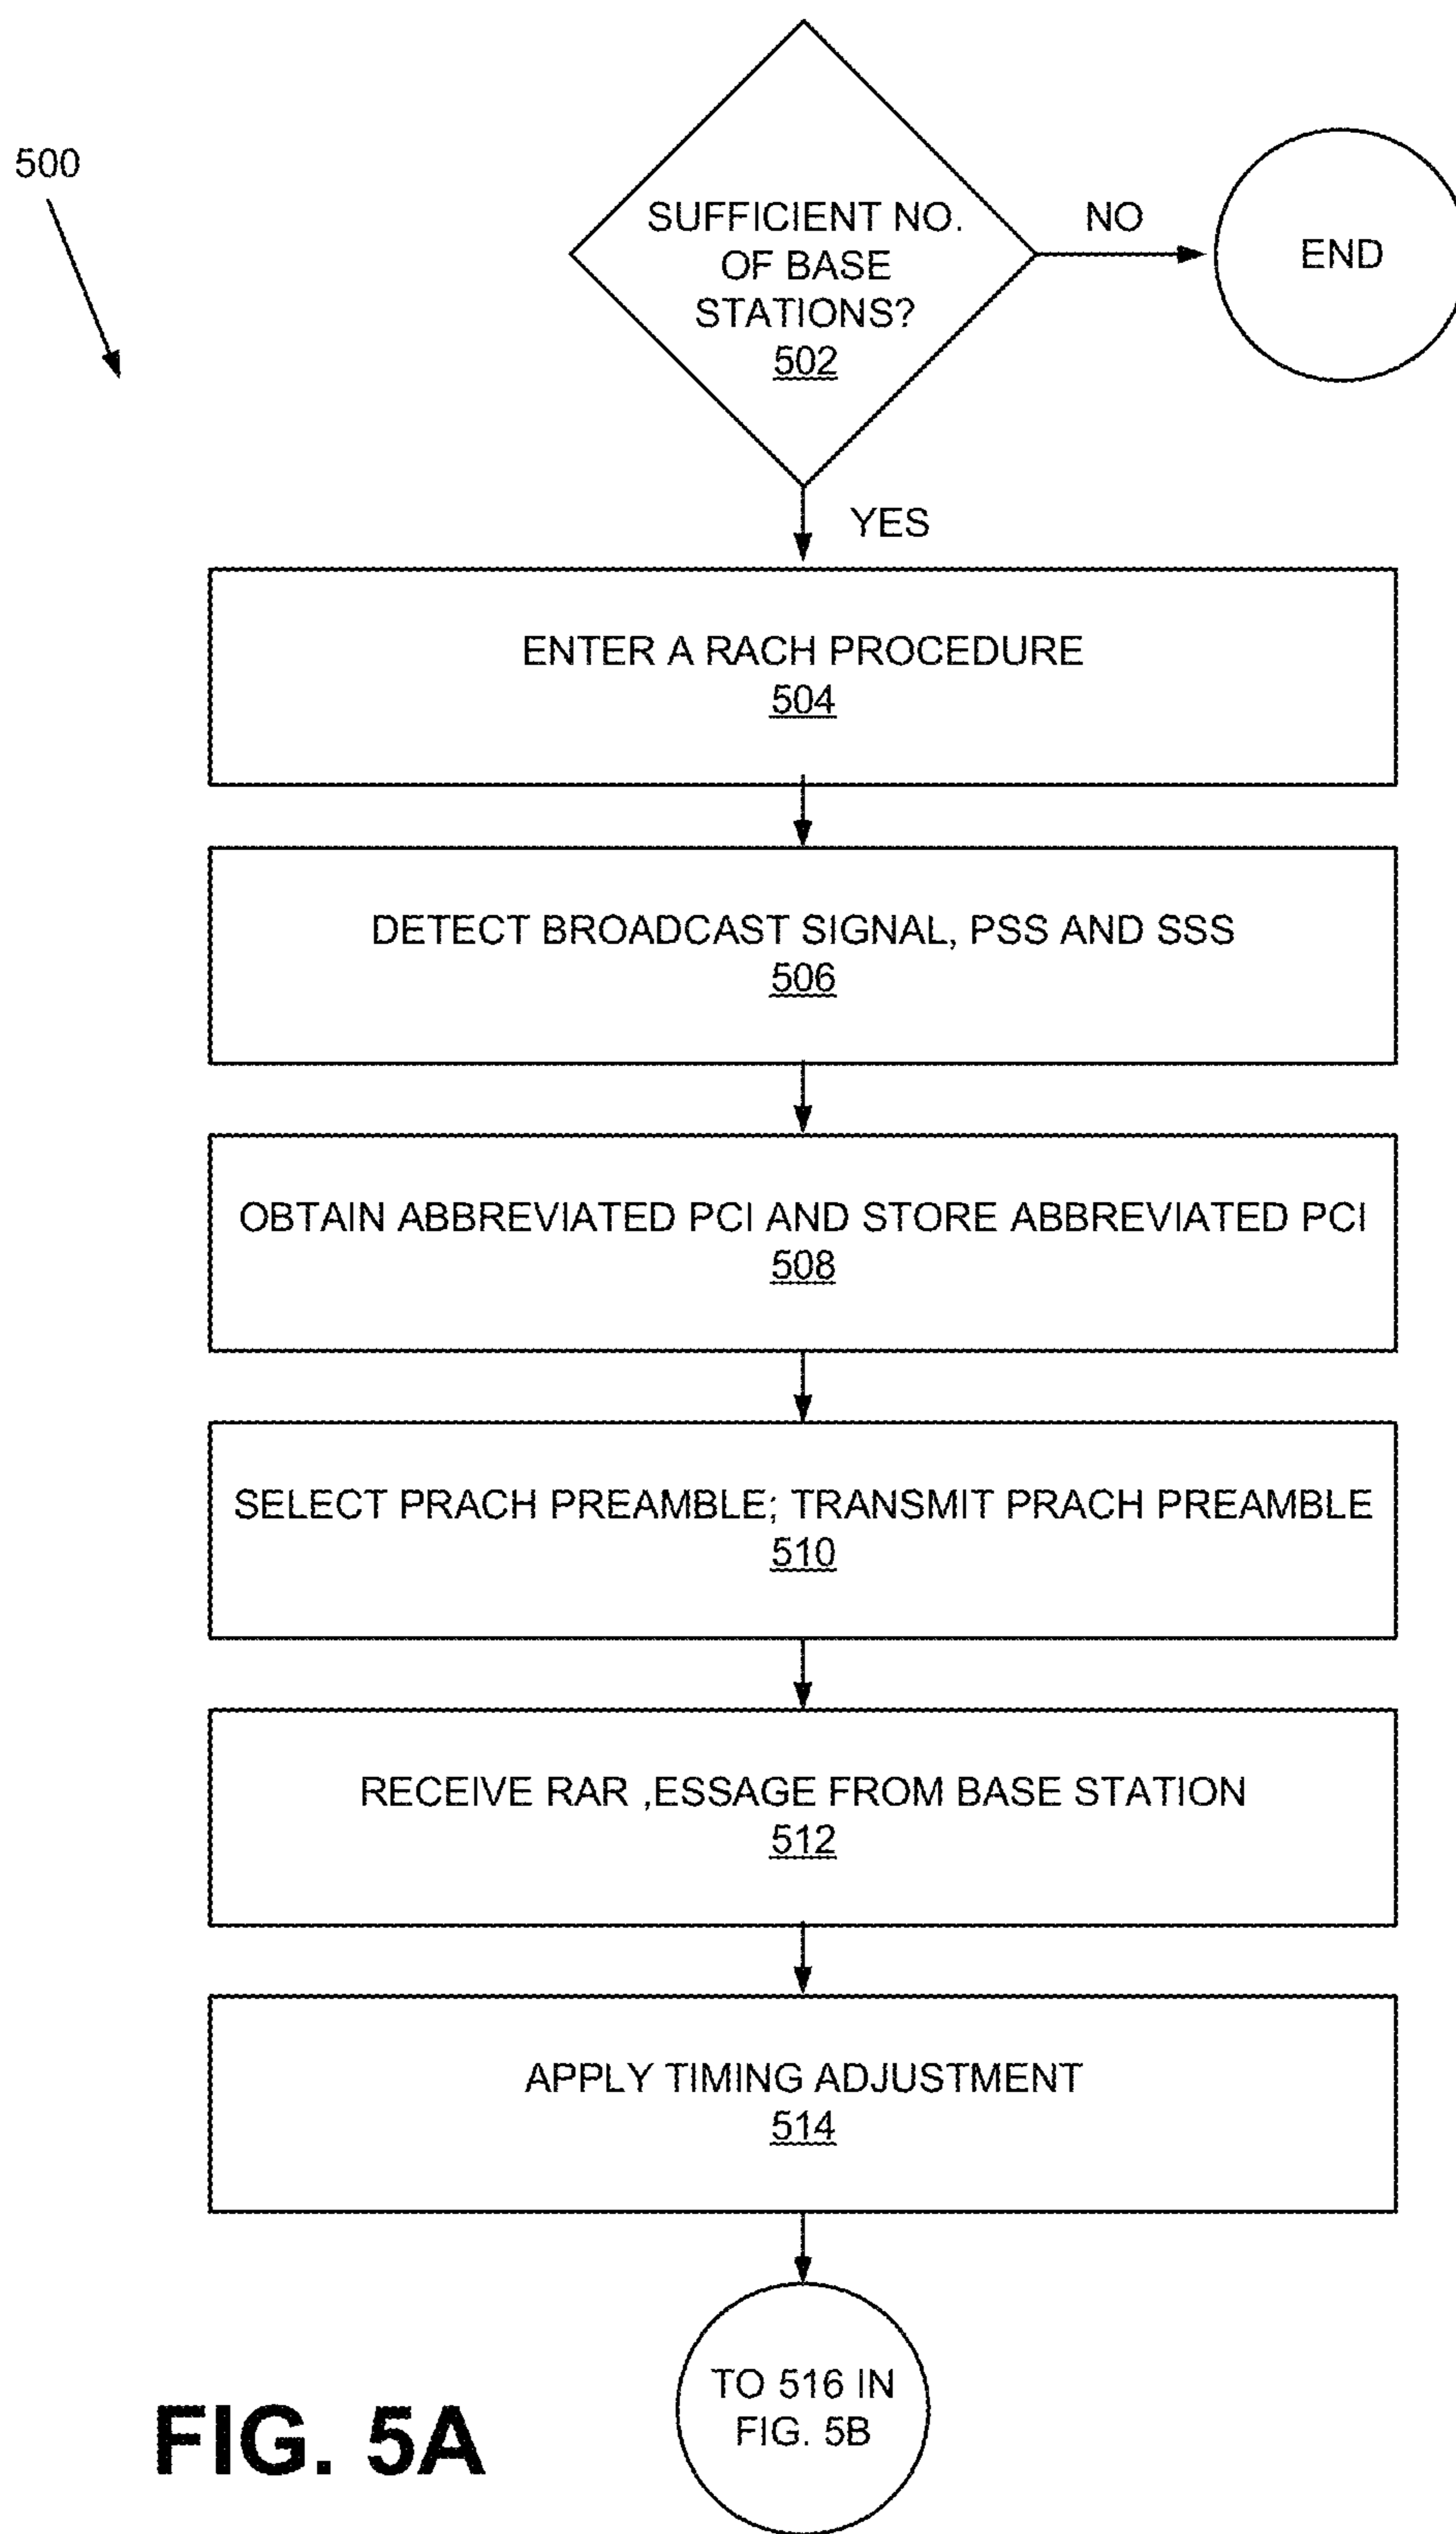 500
SUFFICIENT NO.
OF BASE
STATIONS?
502
NO
END
YES
ENTER A RACH PROCEDURE
504
DETECT BROADCAST SIGNAL, PSS AND SSS
506
OBTAIN ABBREVIATED PCI AND STORE ABBREVIATED PCI
508
SELECT PRACH PREAMBLE; TRANSMIT PRACH PREAMBLE
510
RECEIVE RAR ,ESSAGE FROM BASE STATION
512
APPLY TIMING ADJUSTMENT
514
TO 516 IN
FIG. 5B
FIG. 5A